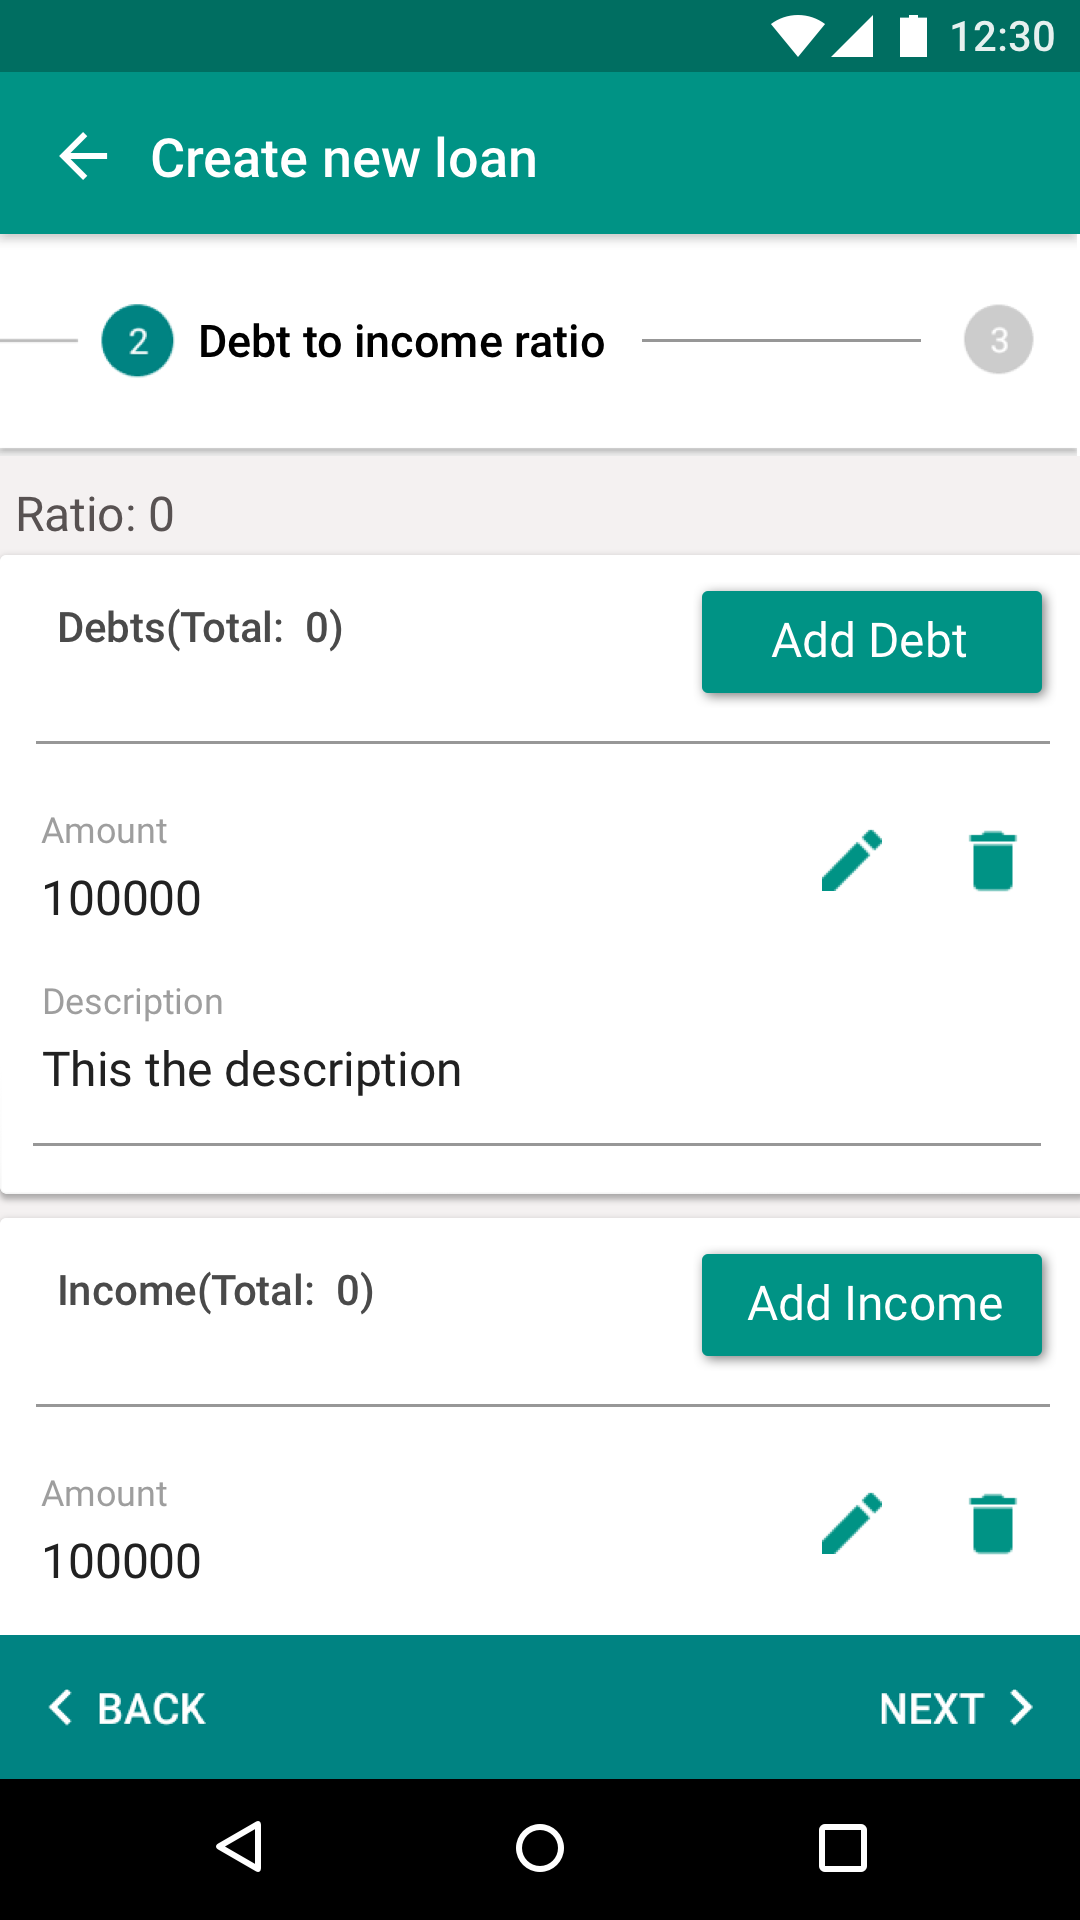 12:30
Create new loan
2 Debt to income ratio 3
Ratio: 0
Debts(Total: 0) Add Debt
Amount
100000
Description
This the description
Income(Total: 0) Add Income
Amount
100000
BACK NEXT